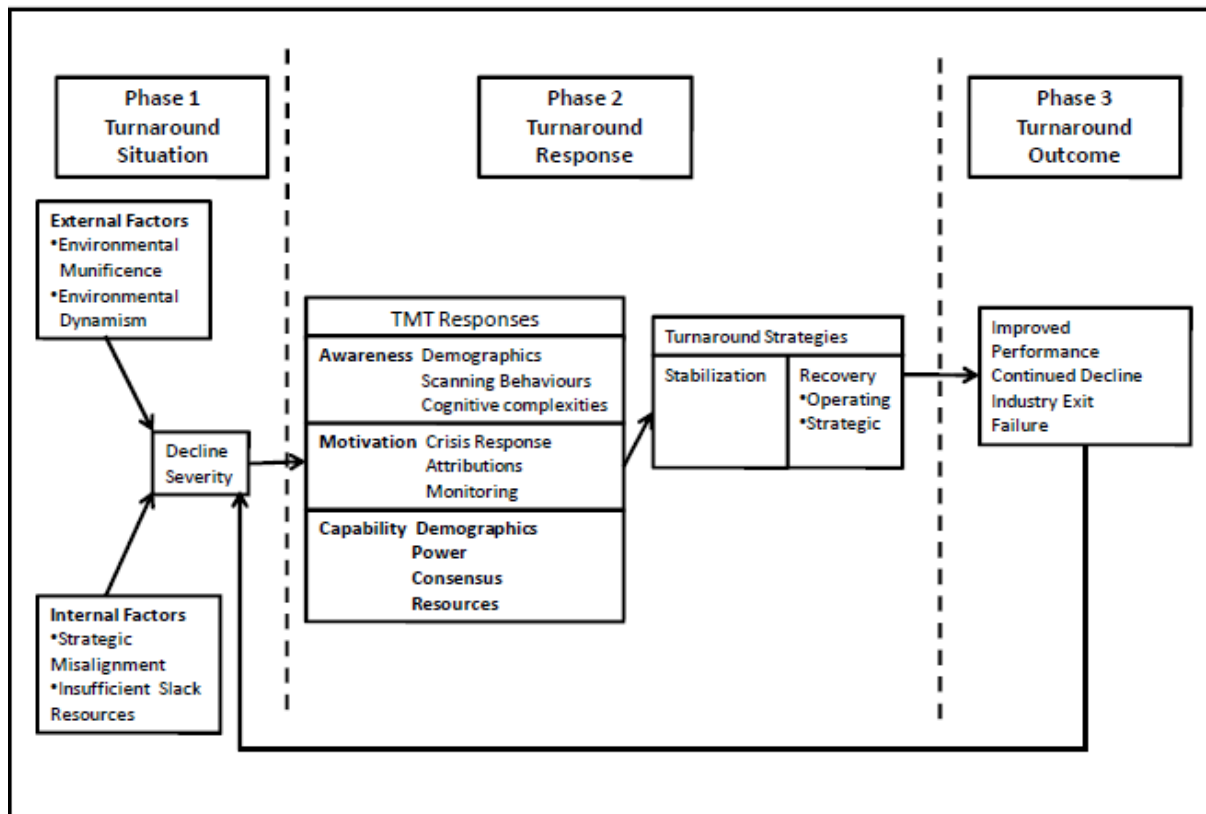 Phase 1
Turnaround
Situation
Phase 2
Turnaround
Response
Phase 3
Turnaround
Outcome
External Factors
•Environmental
Munificence
•Environmental
Dynamism
Decline
Severity
Internal Factors
•Strategic
Misalignment
•Insufficient Slack
Resources
TMT Responses
Awareness Demographics
Scanning Behaviours
Cognitive complexities
Motivation Crisis Response
Attributions
Monitoring
Capability Demographics
Power
Consensus
Resources
Turnaround Strategies
Stabilization
Recovery
•Operating
•Strategic
Improved
Performance
Continued Decline
Industry Exit
Failure